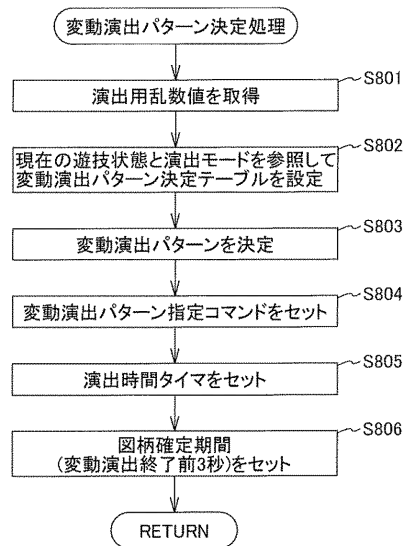 変動演出パターン決定処理
S801
演出用乱数値を取得
S802
現在の遊技状態と演出モードを参照して
変動演出パターン決定テーブルを設定
S803
変動演出パターンを決定
S804
変動演出パターン指定コマンドをセット
S805
演出時間タイマをセット
S806
図柄確定期間
(変動演出終了前3秒)をセット
RETURN